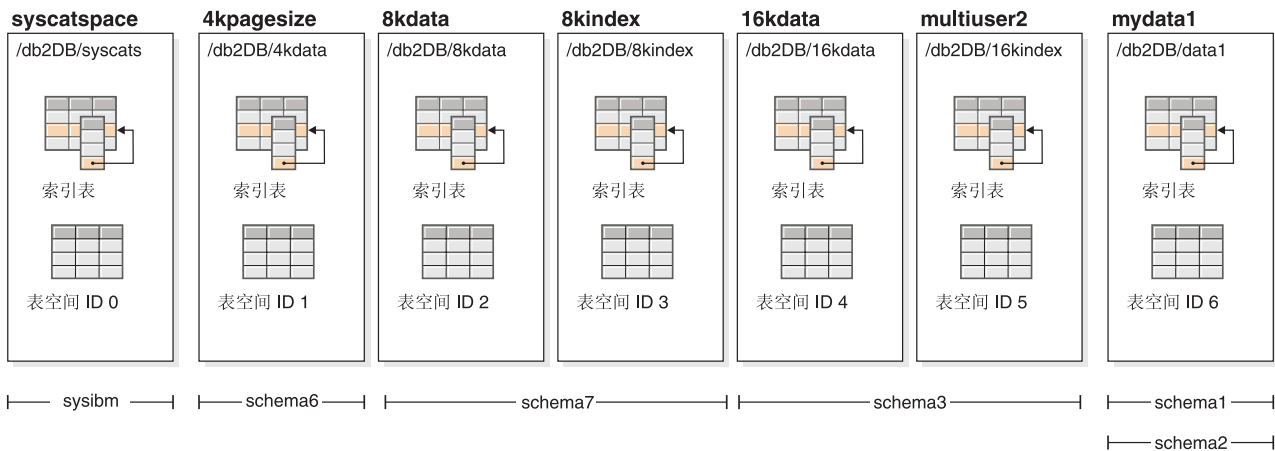 syscatspace
4kpagesize
8kdata
8kindex
16kdata
multiuser2
mydata1
/db2DB/syscats
/db2DB/4kdata
/db2DB/8kdata
/db2DB/8kindex
/db2DB/16kdata
/db2DB/16kindex
/db2DB/data1
索引表
索引表
索引表
索引表
索引表
索引表
索引表
表空间 ID 0
表空间 ID 1
表空间 ID 2
表空间 ID 3
表空间 ID 4
表空间 ID 5
表空间 ID 6
sysibm
schema6
schema7
schema3
schema1
schema2